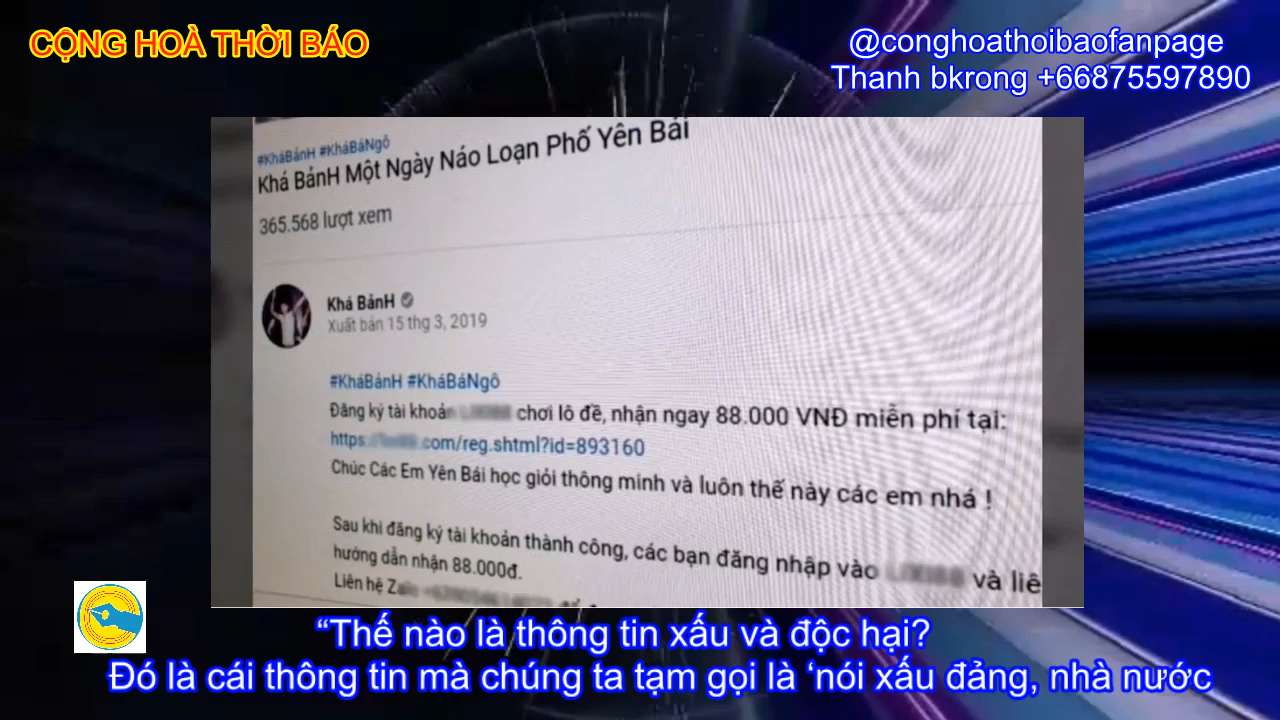 CỘNG HOÀ THỜI BÁO
@conghoathoibaofanpage
Thanh bkrong +66875597890
#KháBảnH #KháBáNgô
Khá BảnH Một Ngày Náo Loạn Phố Yên Bái
365.568 lượt xem
Khá BảnH
Xuất bản 15 thg 3, 2019
#KháBảnH #KháBáNgô
Đăng ký tài khoản chơi lô đề, nhận ngay 88.000 VNĐ miễn phí tại:
https .com/reg.shtml?id=893160
Chúc Các Em Yên Bái học giỏi thông minh và luôn thế này các em nhá !
Sau khi đăng ký tài khoản thành công, các bạn đăng nhập vào và liê
hướng dẫn nhận 88.000đ.
Liên hệ Zalo
“Thế nào là thông tin xấu và độc hại?
Đó là cái thông tin mà chúng ta tạm gọi là ‘nói xấu đảng, nhà nước